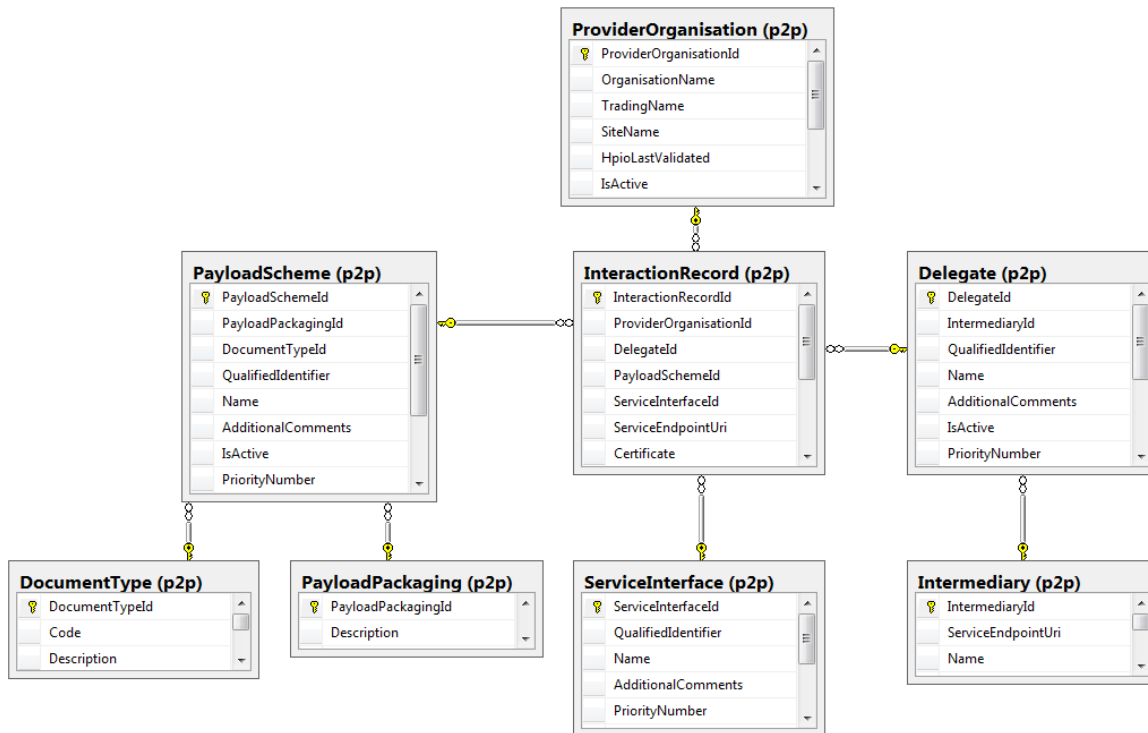 ProviderOrganisation (p2p)
ProviderOrganisationId
OrganisationName
TradingName
SiteName
HpioLastValidated
IsActive
PayloadScheme (p2p)
PayloadSchemeId
PayloadPackagingId
DocumentTypeId
QualifiedIdentifier
Name
AdditionalComments
IsActive
PriorityNumber
InteractionRecord (p2p)
InteractionRecordId
ProviderOrganisationId
DelegateId
PayloadSchemeId
ServiceInterfaceId
ServiceEndpointUri
Certificate
Delegate (p2p)
DelegateId
IntermediaryId
QualifiedIdentifier
Name
AdditionalComments
IsActive
PriorityNumber
DocumentType (p2p)
DocumentTypeId
Code
Description
PayloadPackaging (p2p)
PayloadPackagingId
Description
ServiceInterface (p2p)
ServiceInterfaceId
QualifiedIdentifier
Name
AdditionalComments
PriorityNumber
Intermediary (p2p)
IntermediaryId
ServiceEndpointUri
Name